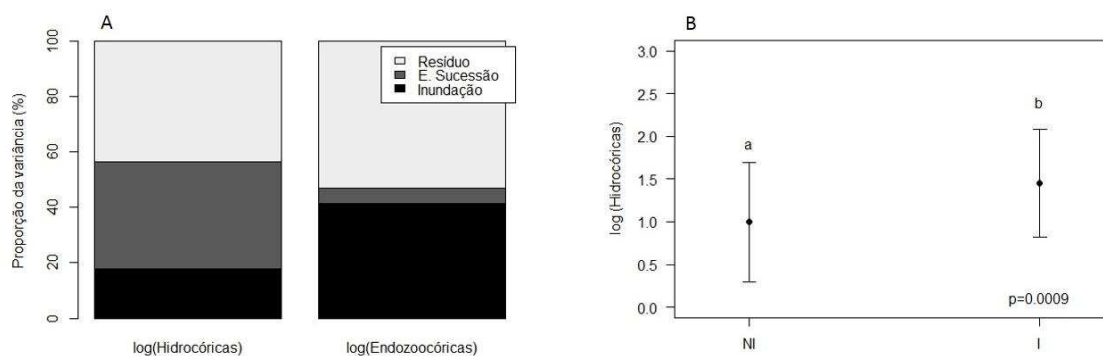 A
Proporção da variância (%)
100
80
60
40
20
0
Resíduo
E. Sucessão
Inundação
log(Hidrocóricas)
log(Endozoocóricas)
B
log (Hidrocóricas)
3.0
2.5
2.0
1.5
1.0
0.5
0.0
a
b
p=0.0009
NI
I